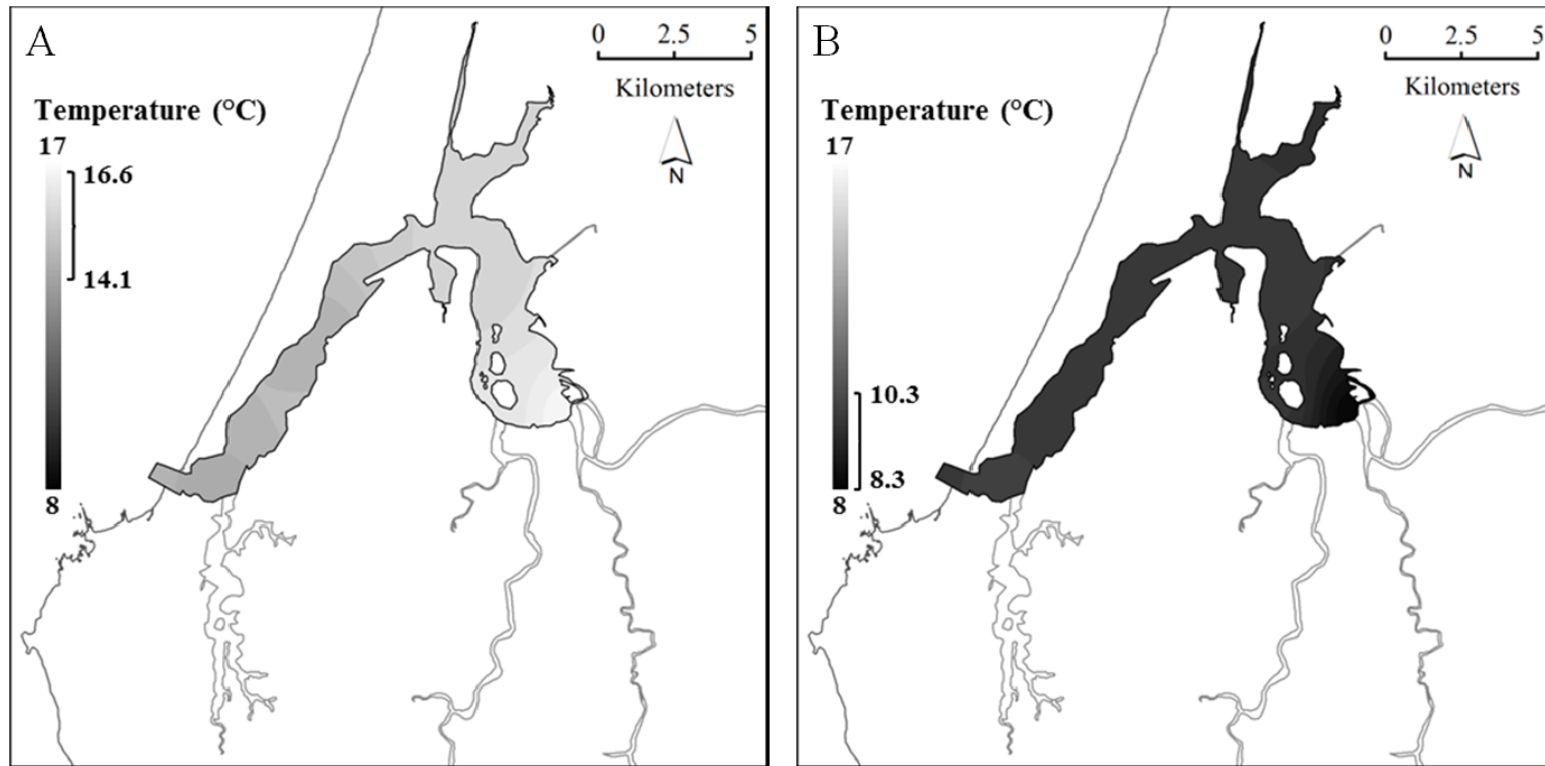 A
0 2.5 5
Kilometers
N
Temperature (°C)
17
16.6
14.1
8
B
0 2.5 5
Kilometers
N
Temperature (°C)
17
10.3
8.3
8